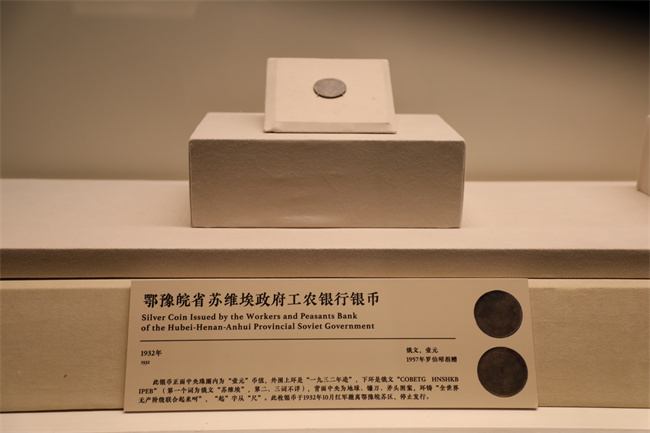 鄂豫皖省苏维埃政府工农银行银币
Silver Coin Issued by the Workers and Peasants Bank
of the Hubei-Henan-Anhui Provincial Soviet Government
1932年
1932
俄文、壹元
1957年罗伯昭捐赠
此银币正面中央珠圈内为“壹元”币值，外围上环是“一九三二年造”，下环是俄文“COBETG HNSHKB
IPEB”（第一个词为俄文“苏维埃”，第二、三词不详），背面中央为地球、镰刀、斧头图案，环铸“全世界
无产阶级联合起来呵”，“起”字从“尺”。此枚银币于1932年10月红军撤离鄂豫皖苏区，停止发行。